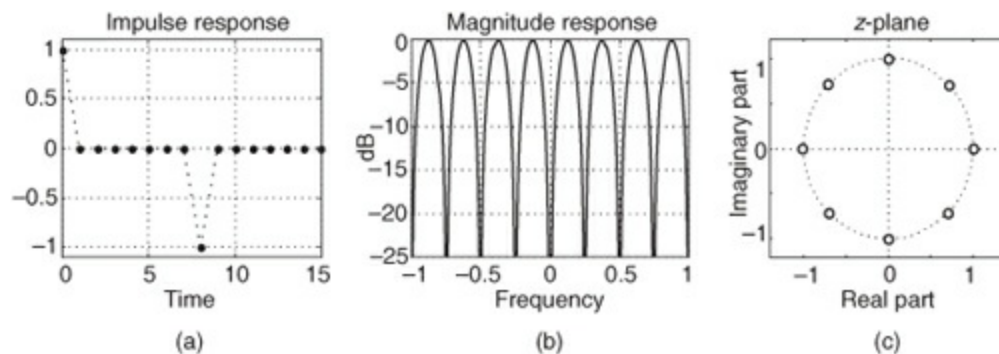 Impulse response
1
0.5
0
−0.5
−1
0 5 10 15
Time
(a)
Magnitude response
0
−5
−10
−15
−20
−25
dB
−1 −0.5 0 0.5 1
Frequency
(b)
z-plane
Imaginary part
1
0
−1
−1 0 1
Real part
(c)